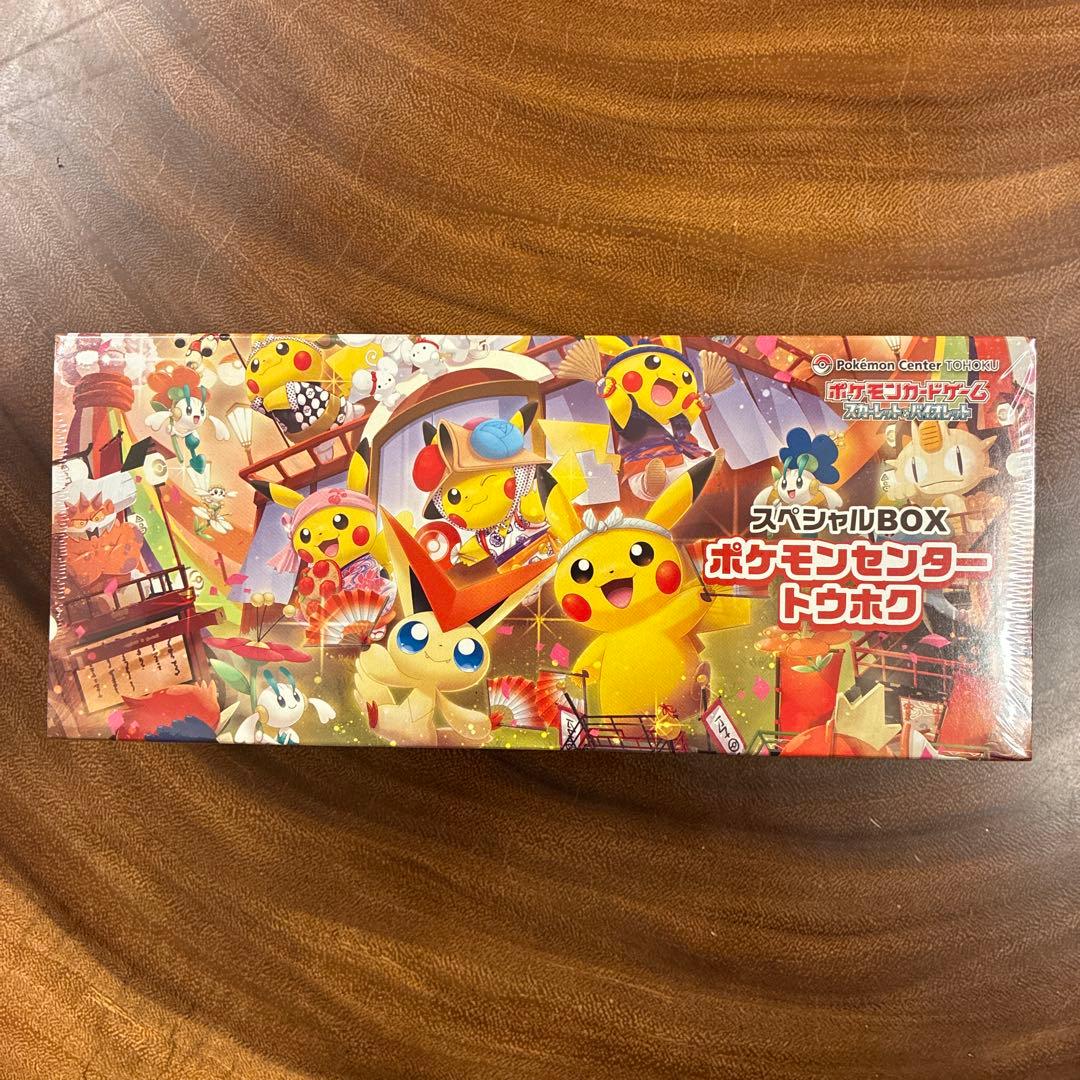 Pokémon Center TOHOKU
ポケモンカードゲーム
スカーレット&バイオレット
スペシャルBOX
ポケモンセンター
トウホク